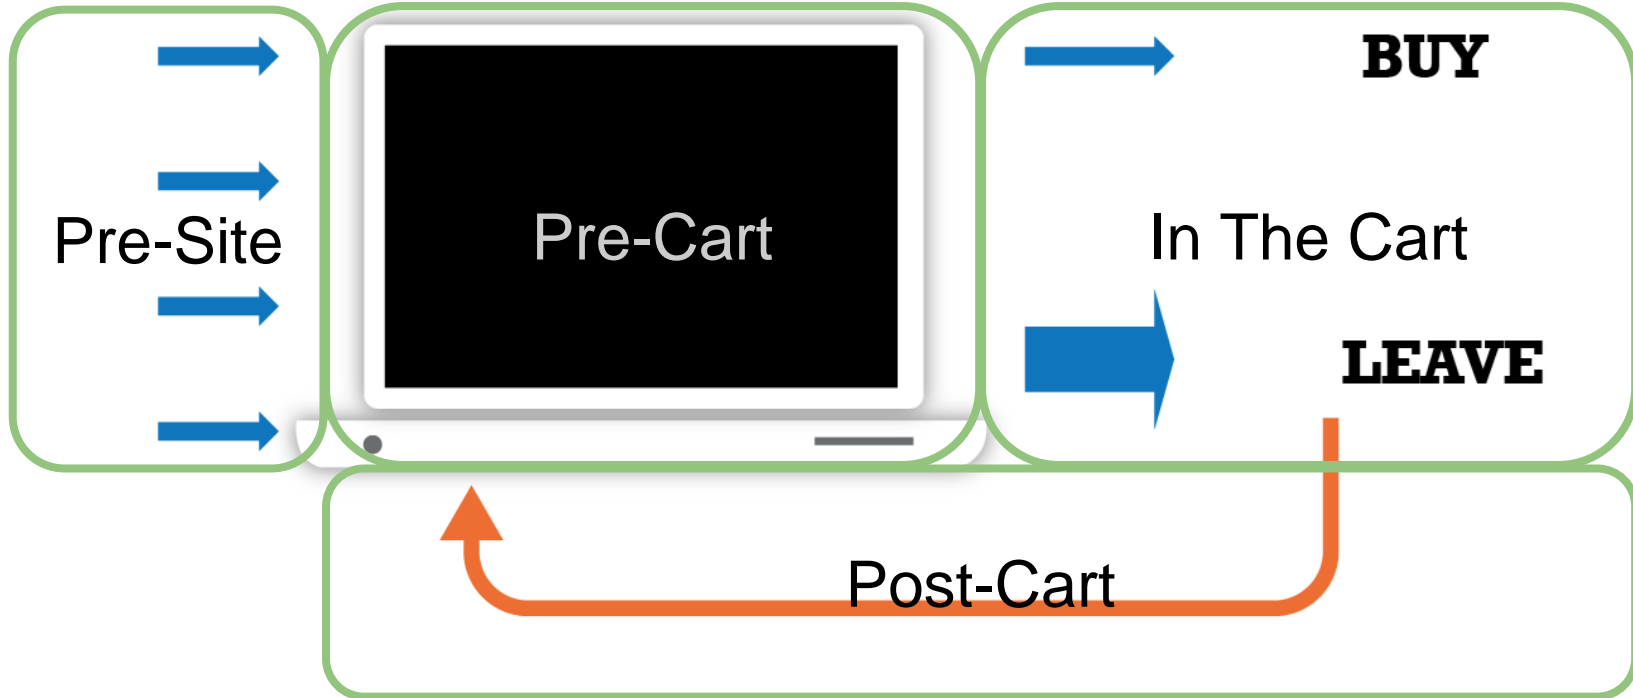 BUY
Pre-Site
Pre-Cart
In The Cart
LEAVE
Post-Cart